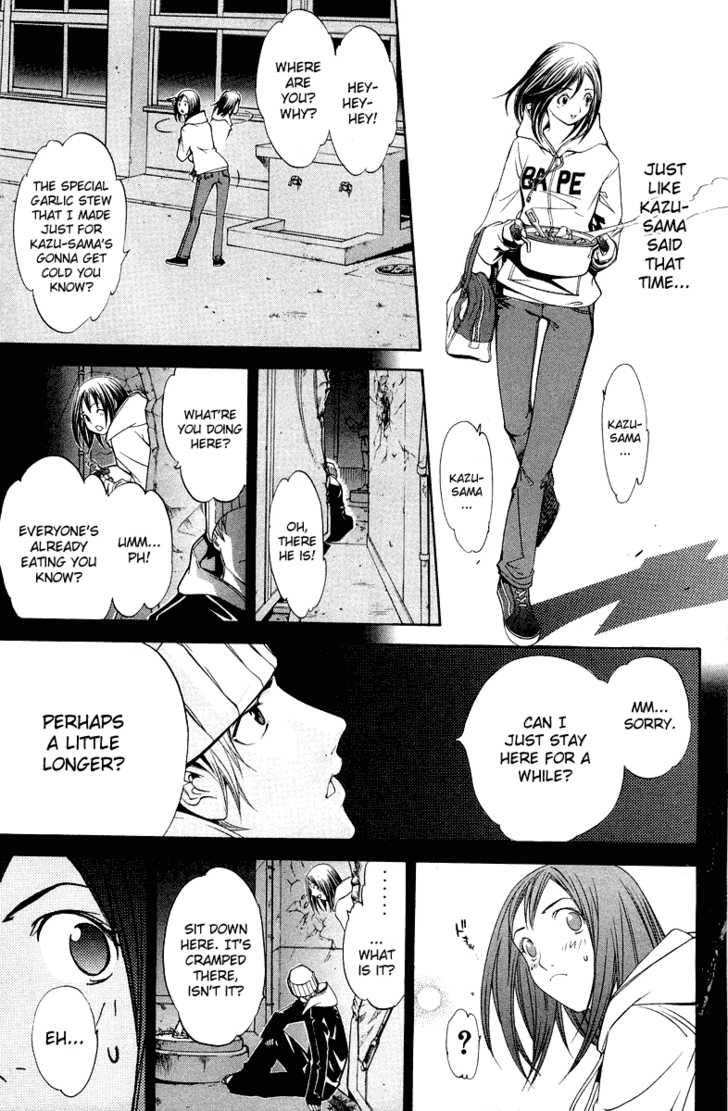 JUST
LIKE
KAZU-
SAMA
SAID
THAT
TIME...
BAPE
KAZU-
SAMA
...
KAZU-
SAMA
...
HEY-
HEY-
HEY!
WHERE
ARE
YOU?
WHY?
THE SPECIAL
GARLIC STEW
THAT I MADE
JUST FOR
KAZU-SAMA'S
GONNA GET
COLD YOU
KNOW?
OH,
THERE
HE IS!
WHAT'RE
YOU DOING
HERE?
UMM...
PH!
EVERYONE'S
ALREADY
EATING YOU
KNOW?
MM...
SORRY.
CAN I
JUST STAY
HERE FOR A
WHILE?
PERHAPS
A LITTLE
LONGER?
?
......
...
WHAT
IS IT?
SIT DOWN
HERE. IT'S
CRAMPED
THERE,
ISN'T IT?
EH...